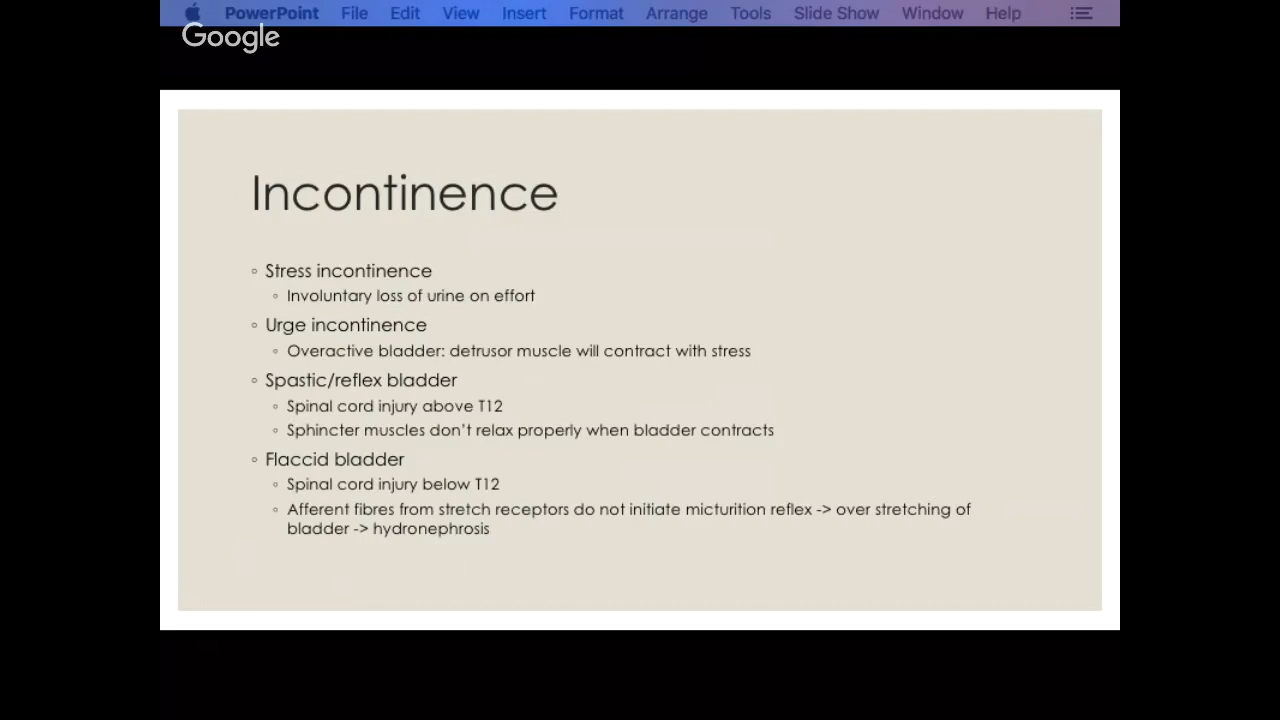 PowerPoint File Edit View Insert Format Arrange Tools Slide Show Window Help
Google
Incontinence
◦ Stress incontinence
◦ Involuntary loss of urine on effort
◦ Urge incontinence
◦ Overactive bladder: detrusor muscle will contract with stress
◦ Spastic/reflex bladder
◦ Spinal cord injury above T12
◦ Sphincter muscles don’t relax properly when bladder contracts
◦ Flaccid bladder
◦ Spinal cord injury below T12
◦ Afferent fibres from stretch receptors do not initiate micturition reflex -> over stretching of
bladder -> hydronephrosis